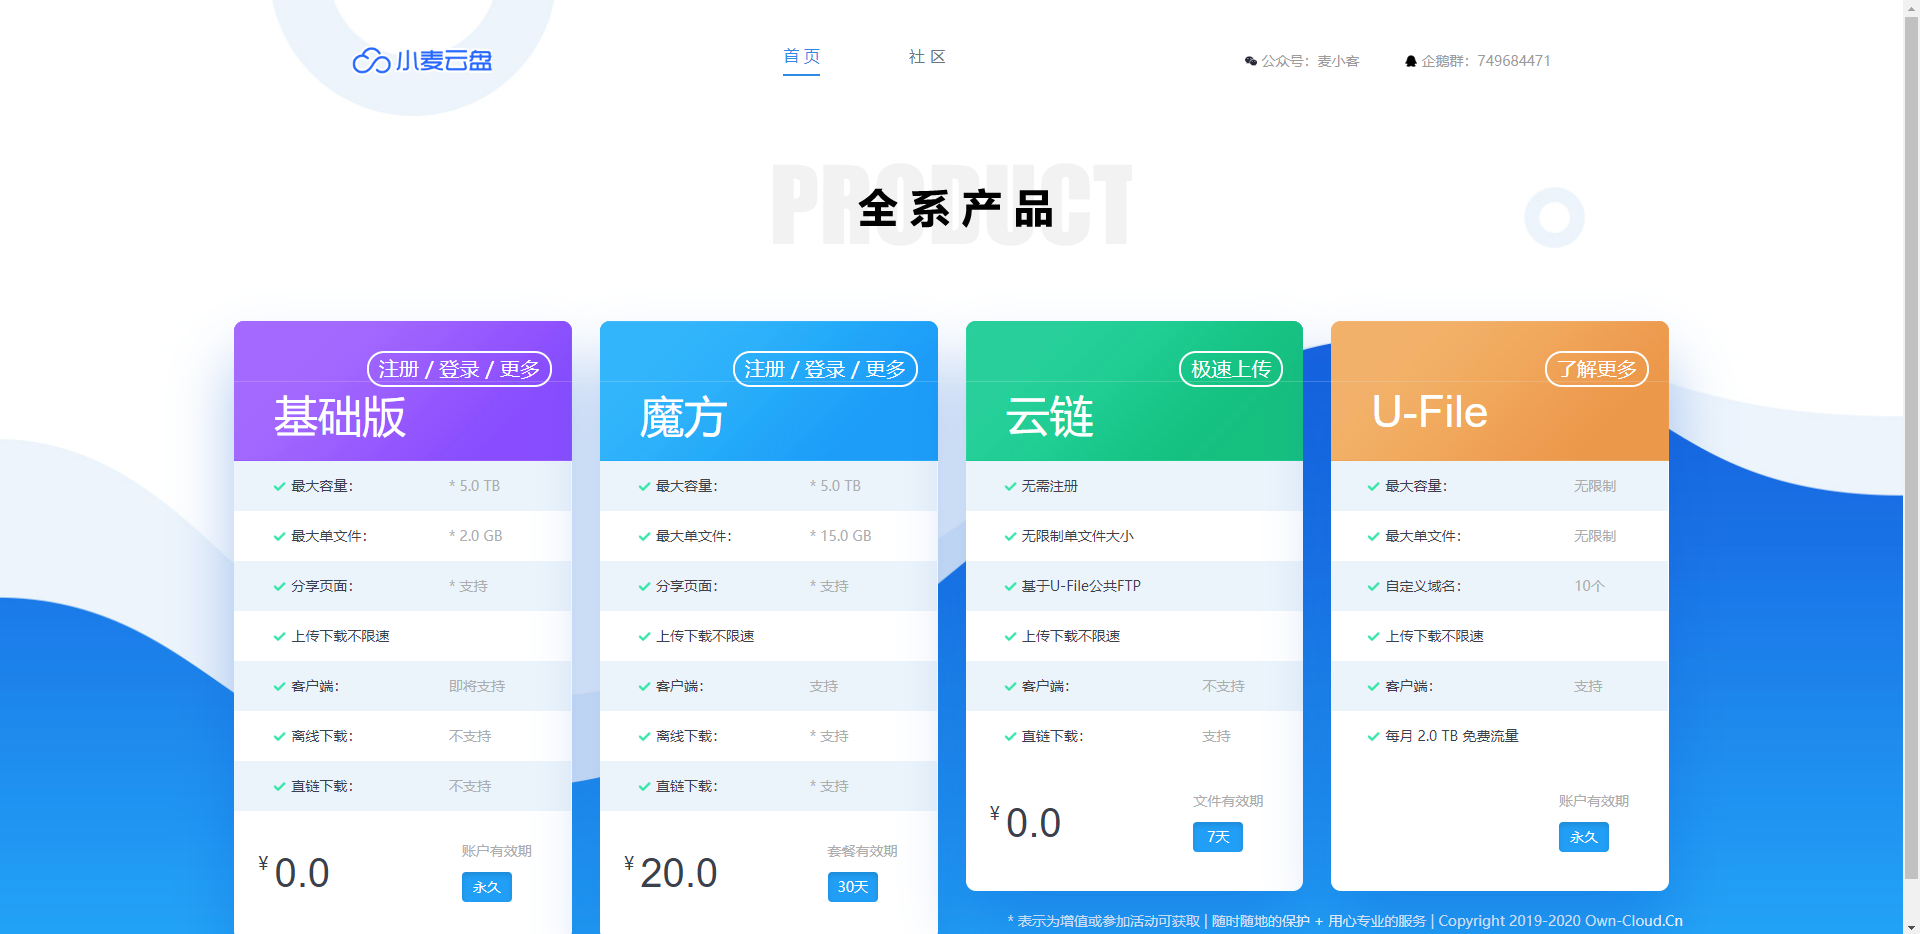 小麦云盘
首 页
社 区
公众号：麦小客
企鹅群：749684471
PRODUCT
全系产品
注册 / 登录 / 更多
基础版
最大容量：
* 5.0 TB
最大单文件：
* 2.0 GB
分享页面：
* 支持
上传下载不限速
客户端：
即将支持
离线下载：
不支持
直链下载：
不支持
¥ 0.0
账户有效期
永久
注册 / 登录 / 更多
魔方
最大容量：
* 5.0 TB
最大单文件：
* 15.0 GB
分享页面：
* 支持
上传下载不限速
客户端：
支持
离线下载：
* 支持
直链下载：
* 支持
¥ 20.0
套餐有效期
30天
极速上传
云链
无需注册
无限制单文件大小
基于U-File公共FTP
上传下载不限速
客户端：
不支持
直链下载：
支持
¥ 0.0
文件有效期
7天
了解更多
U-File
最大容量：
无限制
最大单文件：
无限制
自定义域名：
10个
上传下载不限速
客户端：
支持
每月 2.0 TB 免费流量
账户有效期
永久
* 表示为增值或参加活动可获取 | 随时随地的保护 + 用心专业的服务 | Copyright 2019-2020 Own-Cloud.Cn